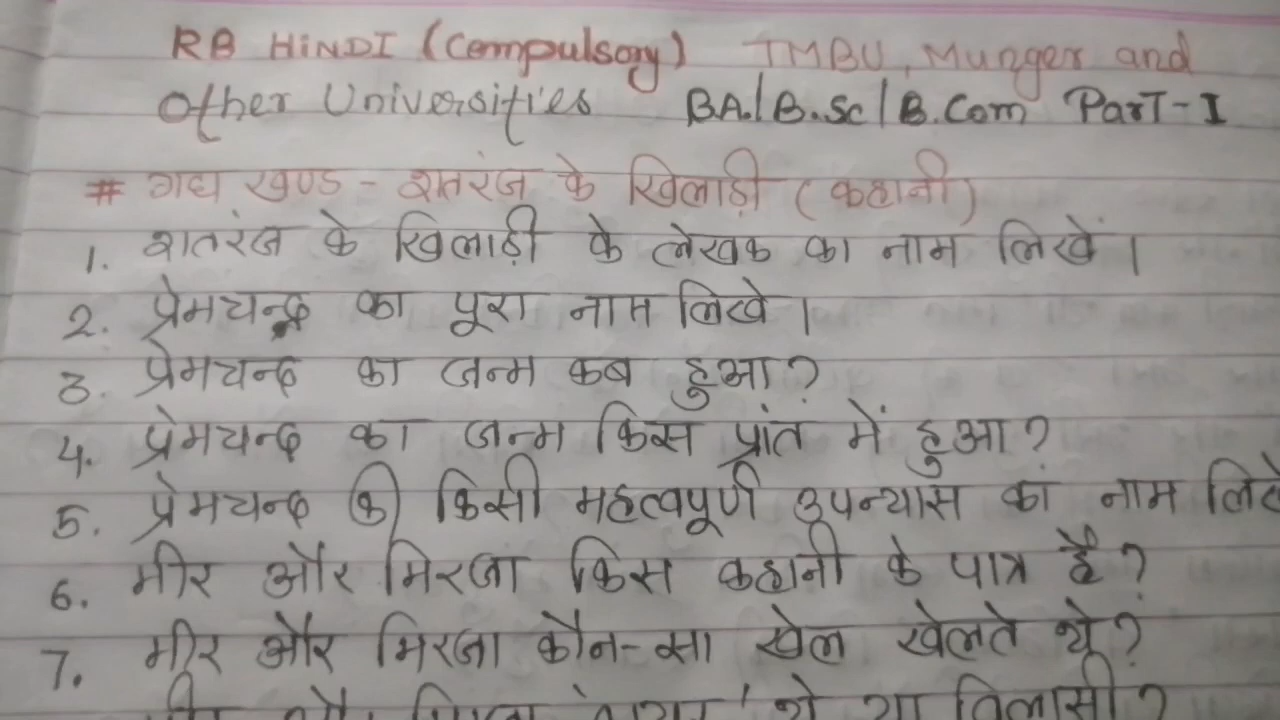 RB HINDI (Compulsory) TMBU, Munger and
Other Universities BA/B.Sc/B.Com Part-I
# गद्य खण्ड - शतरंज के खिलाड़ी (कहानी)
1. शतरंज के खिलाड़ी के लेखक का नाम लिखें।
2. प्रेमचन्द्र का पूरा नाम लिखे।
3. प्रेमचन्द का जन्म कब हुआ?
4. प्रेमचन्द का जन्म किस प्रांत में हुआ?
5. प्रेमचन्द की किसी महत्वपूर्ण उपन्यास का नाम लिखे
6. मीर और मिरजा किस कहानी के पात्र है?
7. मीर और मिरजा कौन-सा खेल खेलते थे?
मीर और थे या विलासी?